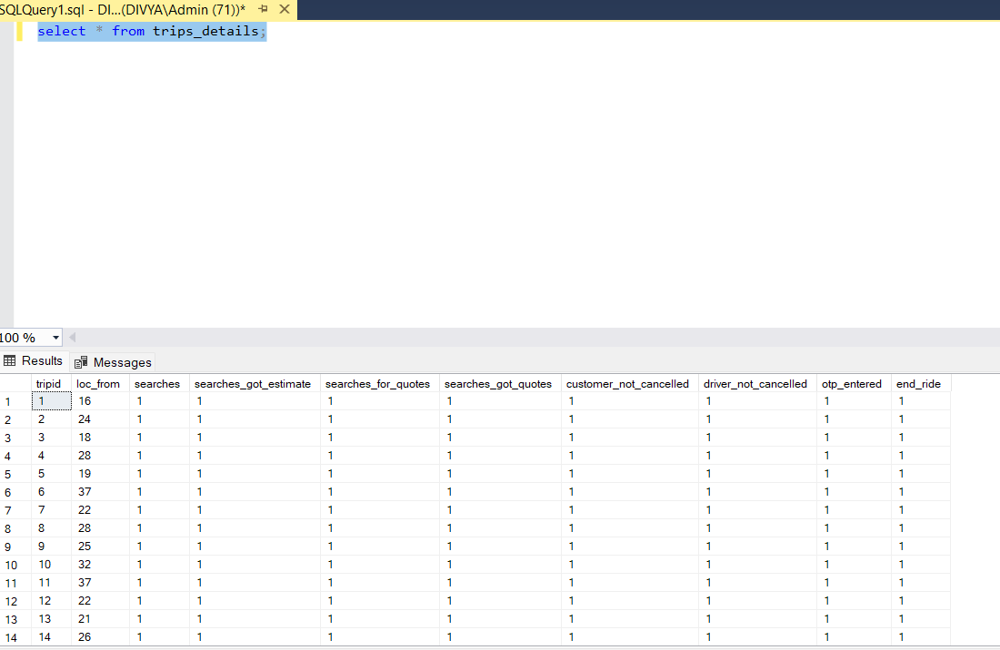 SQLQuery1.sql - DI...(DIVYA\Admin (71))*
select * from trips_details;
100 %
Results Messages
tripid loc_from searches searches_got_estimate searches_for_quotes searches_got_quotes customer_not_cancelled driver_not_cancelled otp_entered end_ride
1 1 16 1 1 1 1 1 1 1 1
2 2 24 1 1 1 1 1 1 1 1
3 3 18 1 1 1 1 1 1 1 1
4 4 28 1 1 1 1 1 1 1 1
5 5 19 1 1 1 1 1 1 1 1
6 6 37 1 1 1 1 1 1 1 1
7 7 22 1 1 1 1 1 1 1 1
8 8 28 1 1 1 1 1 1 1 1
9 9 25 1 1 1 1 1 1 1 1
10 10 32 1 1 1 1 1 1 1 1
11 11 37 1 1 1 1 1 1 1 1
12 12 22 1 1 1 1 1 1 1 1
13 13 21 1 1 1 1 1 1 1 1
14 14 26 1 1 1 1 1 1 1 1